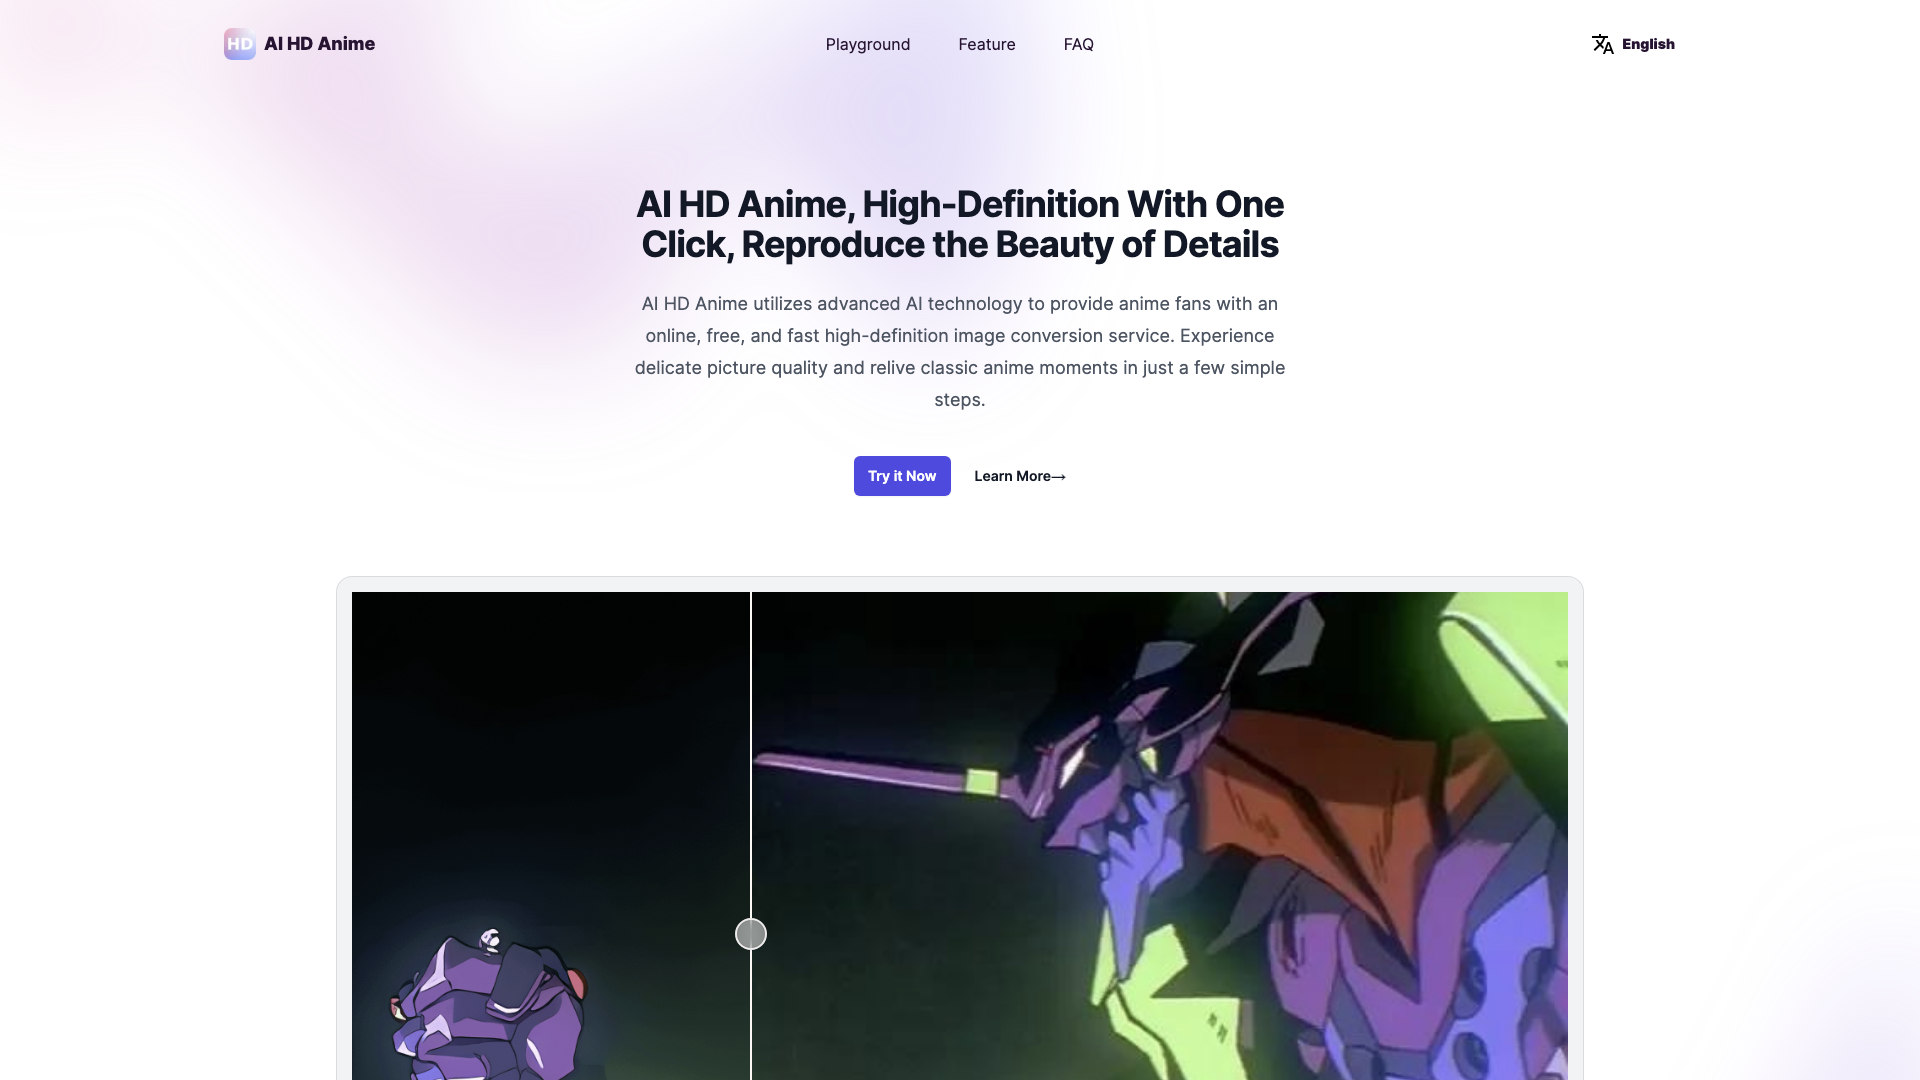 HD AI HD Anime
Playground Feature FAQ
English
AI HD Anime, High-Definition With One
Click, Reproduce the Beauty of Details
AI HD Anime utilizes advanced AI technology to provide anime fans with an
online, free, and fast high-definition image conversion service. Experience
delicate picture quality and relive classic anime moments in just a few simple
steps.
Try it Now
Learn More→